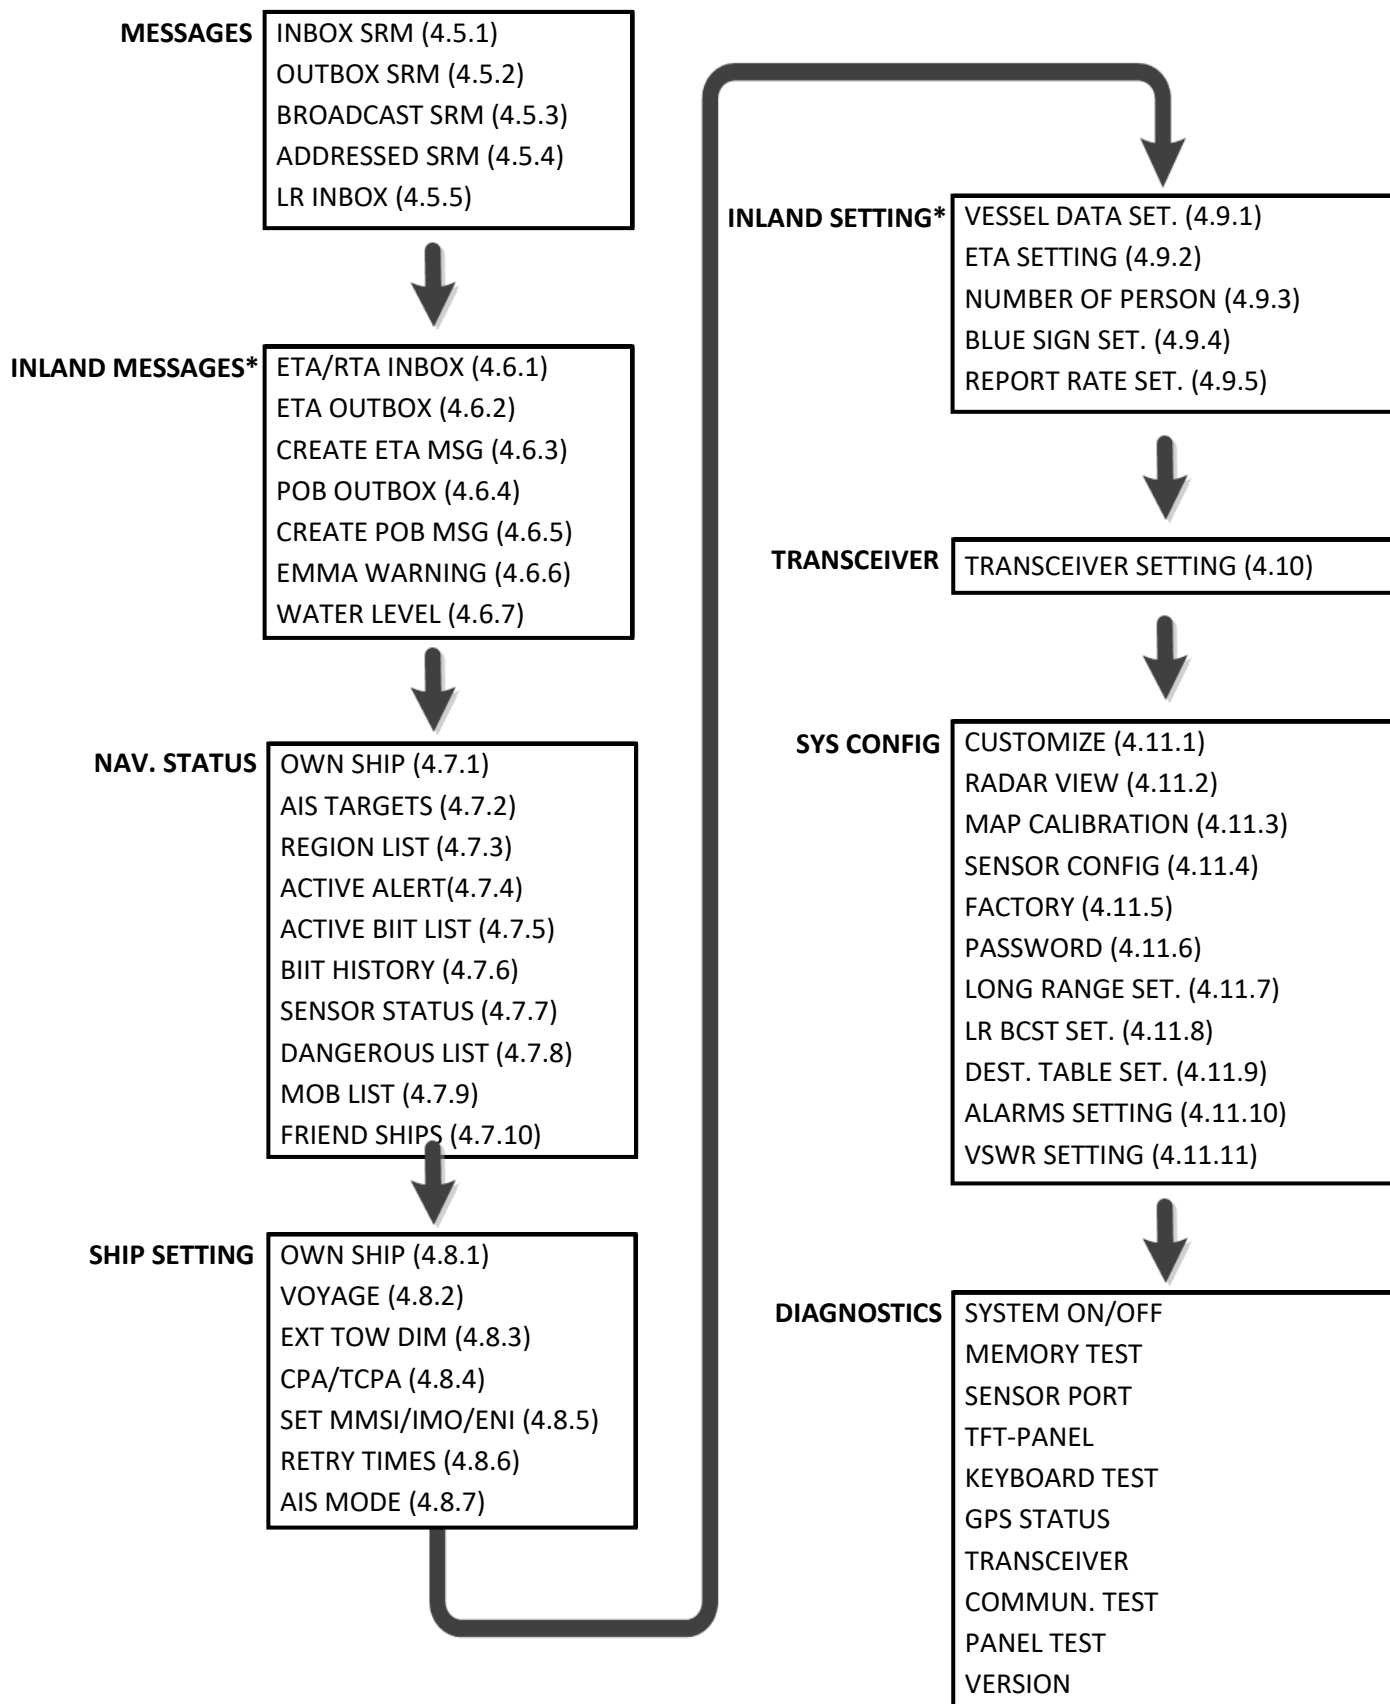 MESSAGES
INBOX SRM (4.5.1)
OUTBOX SRM (4.5.2)
BROADCAST SRM (4.5.3)
ADDRESSED SRM (4.5.4)
LR INBOX (4.5.5)
INLAND MESSAGES*
ETA/RTA INBOX (4.6.1)
ETA OUTBOX (4.6.2)
CREATE ETA MSG (4.6.3)
POB OUTBOX (4.6.4)
CREATE POB MSG (4.6.5)
EMMA WARNING (4.6.6)
WATER LEVEL (4.6.7)
NAV. STATUS
OWN SHIP (4.7.1)
AIS TARGETS (4.7.2)
REGION LIST (4.7.3)
ACTIVE ALERT(4.7.4)
ACTIVE BIIT LIST (4.7.5)
BIIT HISTORY (4.7.6)
SENSOR STATUS (4.7.7)
DANGEROUS LIST (4.7.8)
MOB LIST (4.7.9)
FRIEND SHIPS (4.7.10)
SHIP SETTING
OWN SHIP (4.8.1)
VOYAGE (4.8.2)
EXT TOW DIM (4.8.3)
CPA/TCPA (4.8.4)
SET MMSI/IMO/ENI (4.8.5)
RETRY TIMES (4.8.6)
AIS MODE (4.8.7)
INLAND SETTING*
VESSEL DATA SET. (4.9.1)
ETA SETTING (4.9.2)
NUMBER OF PERSON (4.9.3)
BLUE SIGN SET. (4.9.4)
REPORT RATE SET. (4.9.5)
TRANSCEIVER
TRANSCEIVER SETTING (4.10)
SYS CONFIG
CUSTOMIZE (4.11.1)
RADAR VIEW (4.11.2)
MAP CALIBRATION (4.11.3)
SENSOR CONFIG (4.11.4)
FACTORY (4.11.5)
PASSWORD (4.11.6)
LONG RANGE SET. (4.11.7)
LR BCST SET. (4.11.8)
DEST. TABLE SET. (4.11.9)
ALARMS SETTING (4.11.10)
VSWR SETTING (4.11.11)
DIAGNOSTICS
SYSTEM ON/OFF
MEMORY TEST
SENSOR PORT
TFT-PANEL
KEYBOARD TEST
GPS STATUS
TRANSCEIVER
COMMUN. TEST
PANEL TEST
VERSION